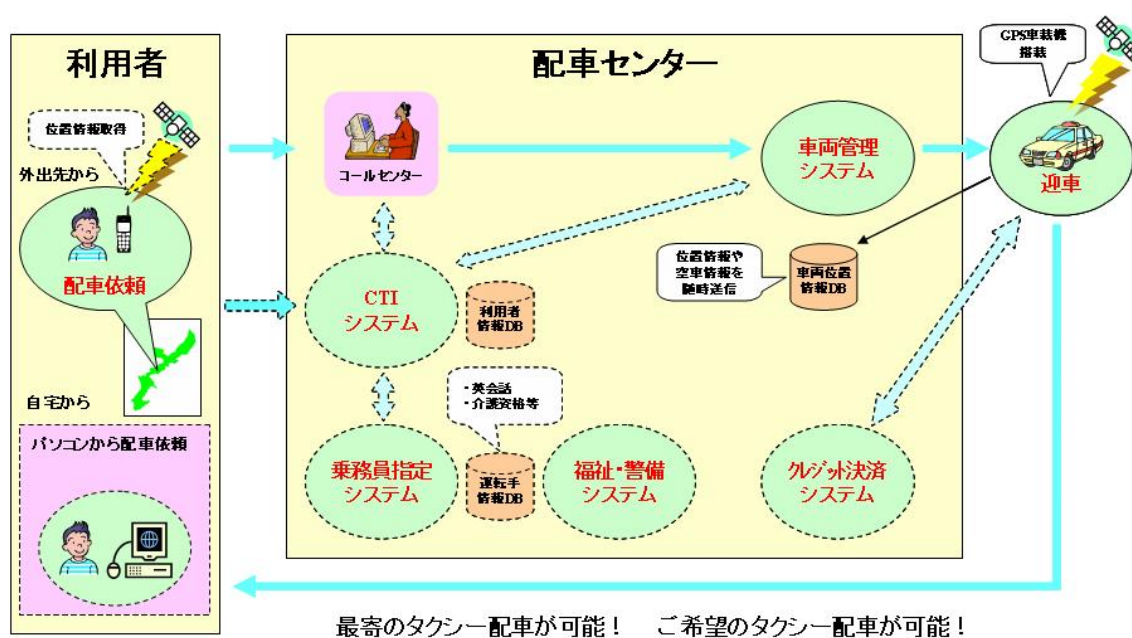 利用者
位置情報取得
外出先から
配車依頼
自宅から
パソコンから配車依頼
配車センター
コールセンター
車両管理
システム
GPS車載機
搭載
迎車
位置情報や
空車情報を
随時送信
車両位置
情報DB
CTI
システム
利用者
情報DB
・英会話
・介護資格等
乗務員指定
システム
運転手
情報DB
福祉・警備
システム
クレジット決済
システム
最寄のタクシー配車が可能！ ご希望のタクシー配車が可能！